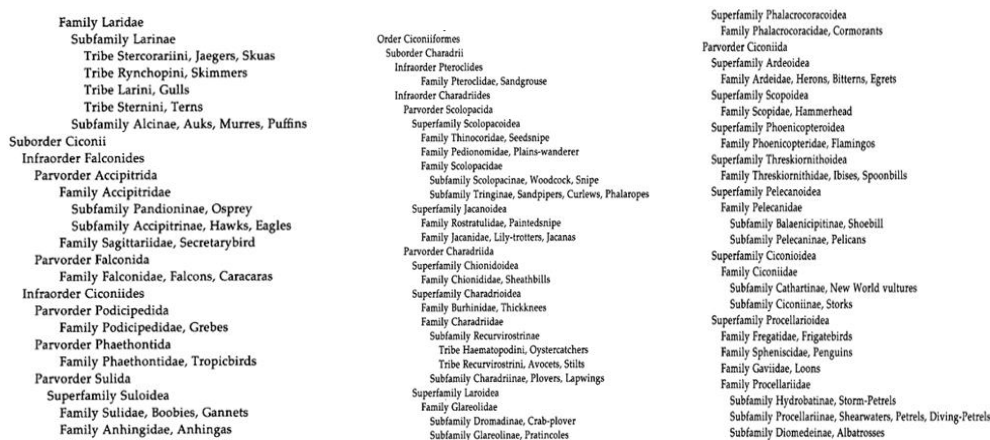 Family Laridae
Subfamily Larinae
Tribe Stercorariini, Jaegers, Skuas
Tribe Rynchopini, Skimmers
Tribe Larini, Gulls
Tribe Sternini, Terns
Subfamily Alcinae, Auks, Murres, Puffins
Suborder Ciconii
Infraorder Falconides
Parvorder Accipitrida
Family Accipitridae
Subfamily Pandioninae, Osprey
Subfamily Accipitrinae, Hawks, Eagles
Family Sagittariidae, Secretarybird
Parvorder Falconida
Family Falconidae, Falcons, Caracaras
Infraorder Ciconiides
Parvorder Podicipedida
Family Podicipedidae, Grebes
Parvorder Phaethontida
Family Phaethontidae, Tropicbirds
Parvorder Sulida
Superfamily Suloidea
Family Sulidae, Boobies, Gannets
Family Anhingidae, Anhingas
Order Ciconiiformes
Suborder Charadrii
Infraorder Pteroclides
Family Pteroclidae, Sandgrouse
Infraorder Charadriides
Parvorder Scolopacida
Superfamily Scolopacoidea
Family Thinocoridae, Seedsnipe
Family Pedionomidae, Plains-wanderer
Family Scolopacidae
Subfamily Scolopacinae, Woodcock, Snipe
Subfamily Tringinae, Sandpipers, Curlews, Phalaropes
Superfamily Jacanoidea
Family Rostratulidae, Paintedsnipe
Family Jacanidae, Lily-trotters, Jacanas
Parvorder Charadriida
Superfamily Chionidoidea
Family Chionididae, Sheathbills
Superfamily Charadrioidea
Family Burhinidae, Thickknees
Family Charadriidae
Subfamily Recurvirostrinae
Tribe Haematopodini, Oystercatchers
Tribe Recurvirostrini, Avocets, Stilts
Subfamily Charadriinae, Plovers, Lapwings
Superfamily Laroidea
Family Glareolidae
Subfamily Dromadinae, Crab-plover
Subfamily Glareolinae, Pratincoles
Superfamily Phalacrocoracoidea
Family Phalacrocoracidae, Cormorants
Parvorder Ciconiida
Superfamily Ardeoidea
Family Ardeidae, Herons, Bitterns, Egrets
Superfamily Scopoidea
Family Scopidae, Hammerhead
Superfamily Phoenicopteroidea
Family Phoenicopteridae, Flamingos
Superfamily Threskiornithoidea
Family Threskiornithidae, Ibises, Spoonbills
Superfamily Pelecanoidea
Family Pelecanidae
Subfamily Balaenicipitinae, Shoebill
Subfamily Pelecaninae, Pelicans
Superfamily Ciconioidea
Family Ciconiidae
Subfamily Cathartinae, New World vultures
Subfamily Ciconiinae, Storks
Superfamily Procellarioidea
Family Fregatidae, Frigatebirds
Family Spheniscidae, Penguins
Family Gaviidae, Loons
Family Procellariidae
Subfamily Hydrobatinae, Storm-Petrels
Subfamily Procellariinae, Shearwaters, Petrels, Diving-Petrels
Subfamily Diomedeinae, Albatrosses